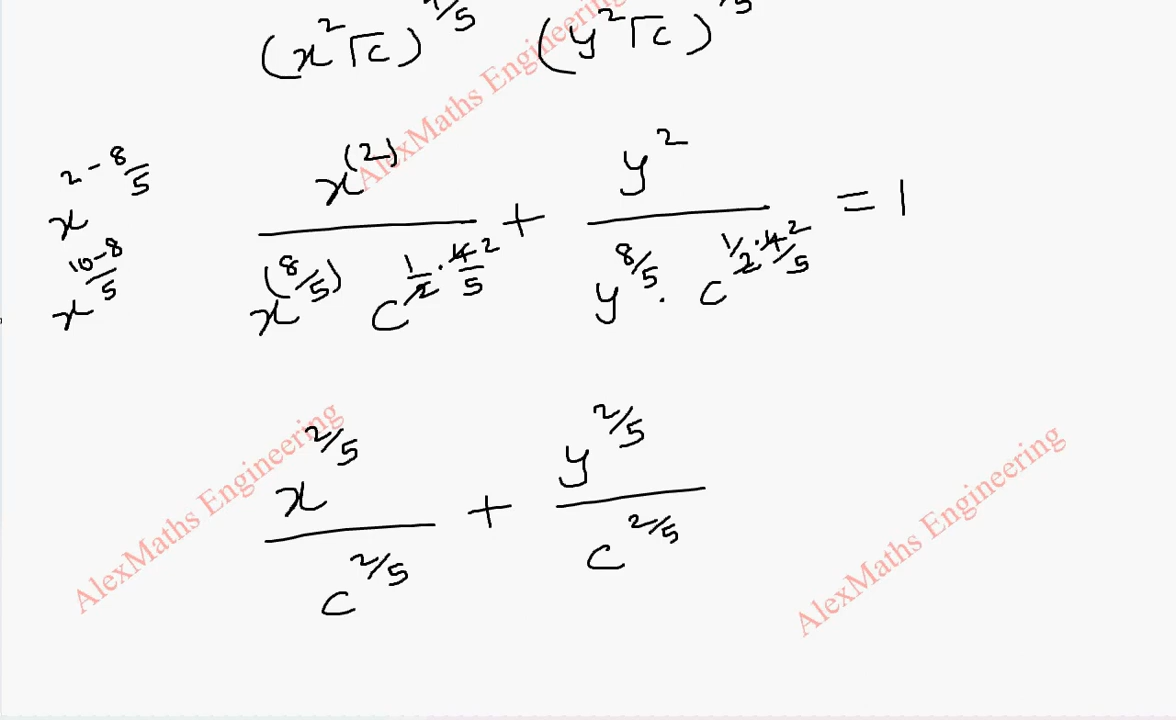 (x²√c)^4/5 (y²√c)^4/5
x^2-8/5 x^(2) / x^(8/5) c^1/2·4/5 2 + y² / y^8/5 · c^1/2·4/5 2 = 1
x^10-8/5
x^2/5 / c^2/5 + y^2/5 / c^2/5
AlexMaths Engineering
AlexMaths Engineering
AlexMaths Engineering